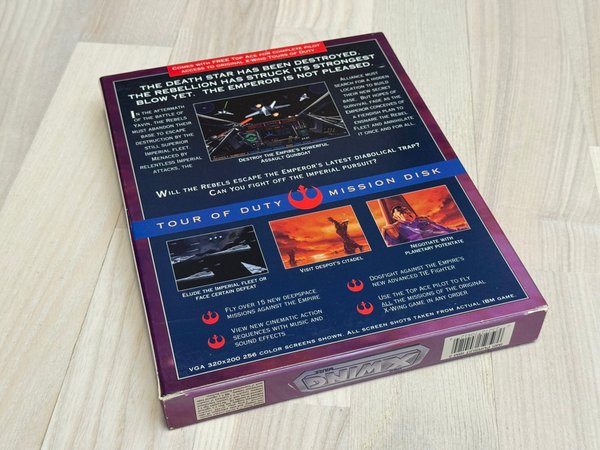 COMES WITH FREE TOP ACE FOR COMPLETE PILOT
ACCESS TO ORIGINAL X-WING TOURS OF DUTY
THE DEATH STAR HAS BEEN DESTROYED.
THE REBELLION HAS STRUCK ITS STRONGEST
BLOW YET. THE EMPEROR IS NOT PLEASED.
IN THE AFTERMATH
OF THE BATTLE OF
YAVIN, THE REBELS
MUST ABANDON THEIR
BASE TO ESCAPE
DESTRUCTION BY THE
STILL SUPERIOR
IMPERIAL FLEET.
MENACED BY
RELENTLESS IMPERIAL
ATTACKS, THE
ALLIANCE MUST
SEARCH FOR A HIDDEN
LOCATION TO BUILD
THEIR NEW SECRET
BASE. BUT HOPES OF
SURVIVAL FADE AS THE
EMPEROR CONCEIVES OF
A FIENDISH PLAN TO
ENSNARE THE REBEL
FLEET AND ANNIHILATE
IT ONCE AND FOR ALL.
DESTROY THE EMPIRE'S POWERFUL
ASSAULT GUNBOAT
WILL THE REBELS ESCAPE THE EMPEROR'S LATEST DIABOLICAL TRAP?
CAN YOU FIGHT OFF THE IMPERIAL PURSUIT?
TOUR OF DUTY MISSION DISK
ELUDE THE IMPERIAL FLEET OR
FACE CERTAIN DEFEAT
VISIT DESPOT'S CITADEL
NEGOTIATE WITH
PLANETARY POTENTATE
FLY OVER 15 NEW DEEPSPACE
MISSIONS AGAINST THE EMPIRE
VIEW NEW CINEMATIC ACTION
SEQUENCES WITH MUSIC AND
SOUND EFFECTS
DOGFIGHT AGAINST THE EMPIRE'S
NEW ADVANCED TIE FIGHTER
USE THE TOP ACE PILOT TO FLY
ALL THE MISSIONS OF THE ORIGINAL
X-WING GAME IN ANY ORDER
VGA 320X200 256 COLOR SCREENS SHOWN. ALL SCREEN SHOTS TAKEN FROM ACTUAL IBM GAME.
STAR WARS
X-WING